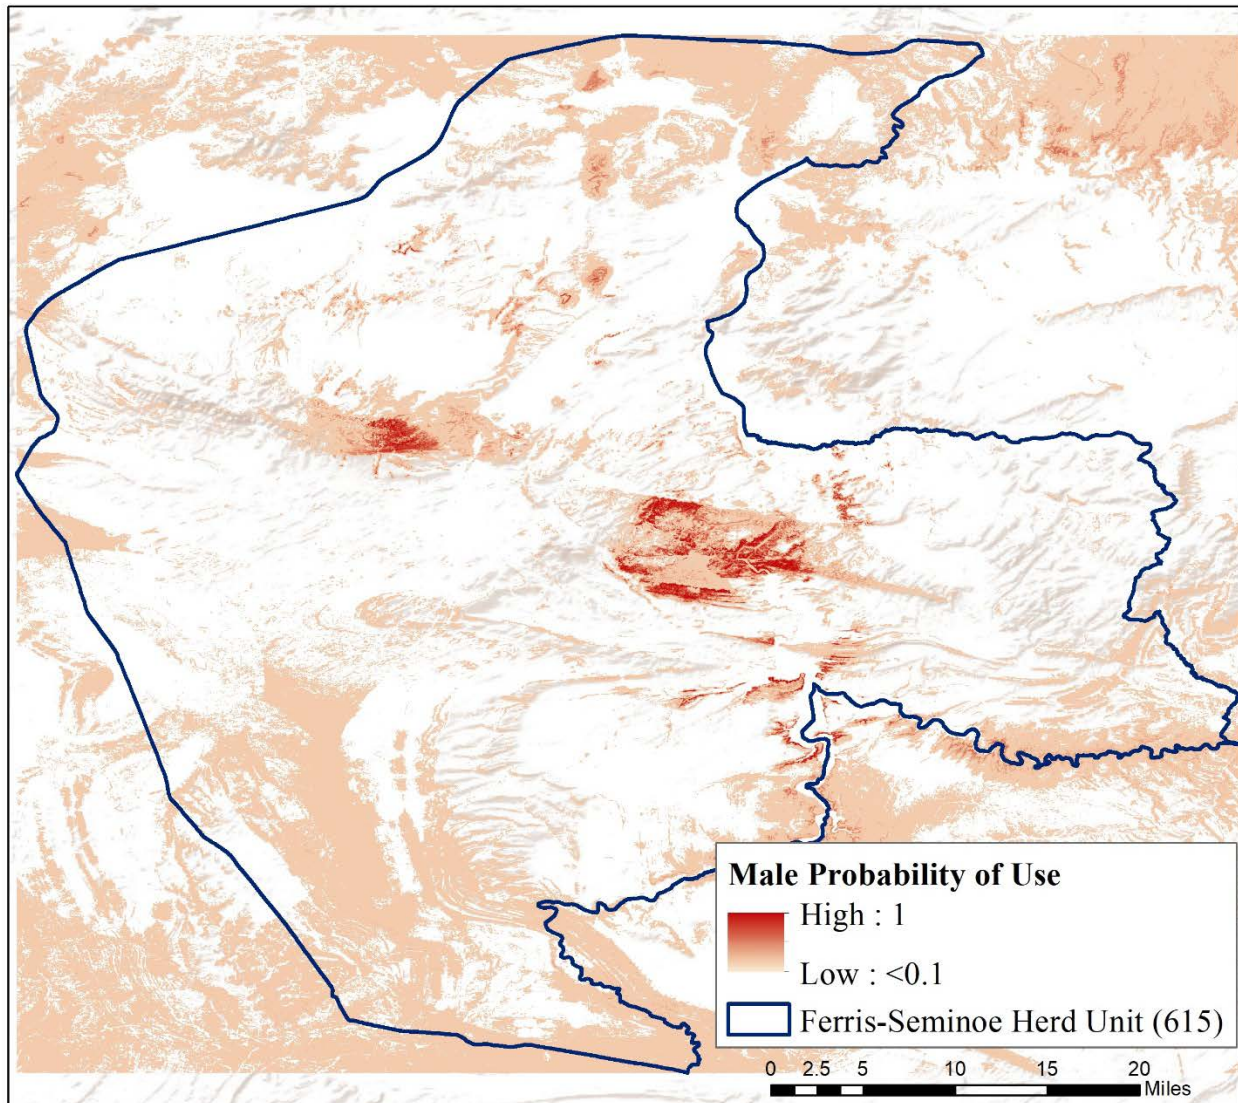 Male Probability of Use
High : 1
Low : <0.1
Ferris-Seminoe Herd Unit (615)
0 2.5 5 10 15 20
Miles